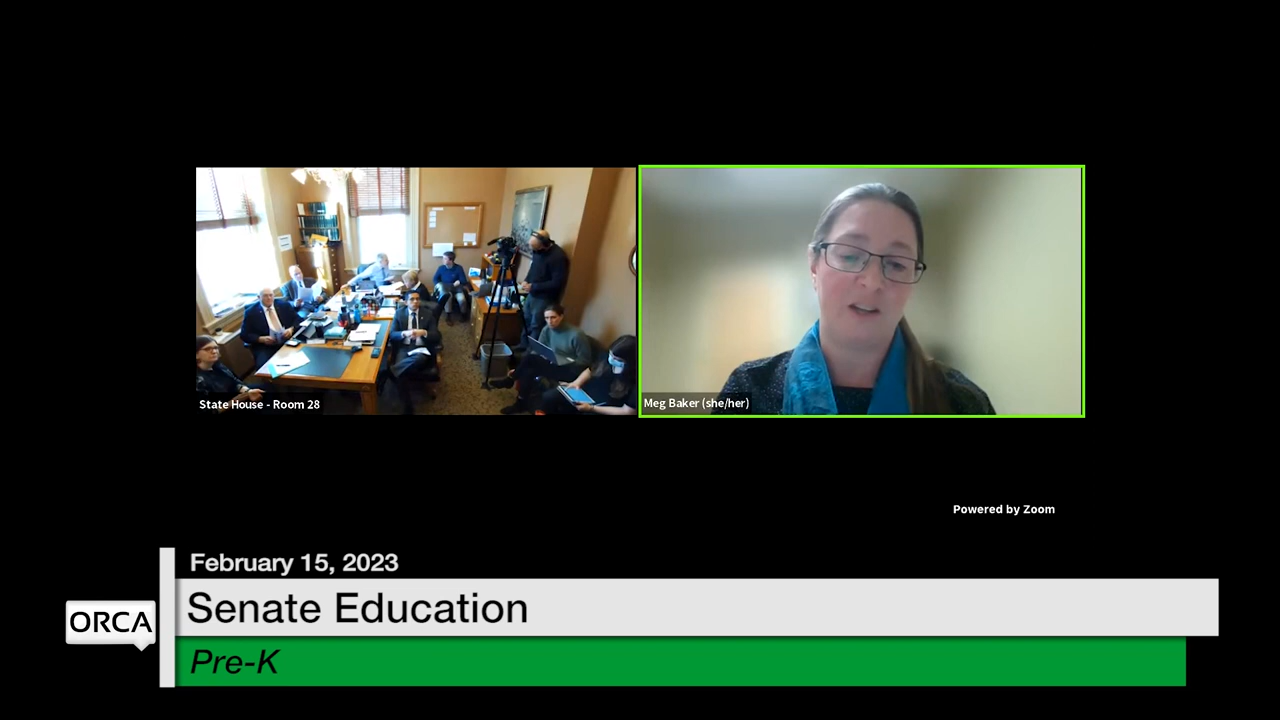 State House - Room 28
Meg Baker (she/her)
Powered by Zoom
February 15, 2023
Senate Education
ORCA
Pre-K